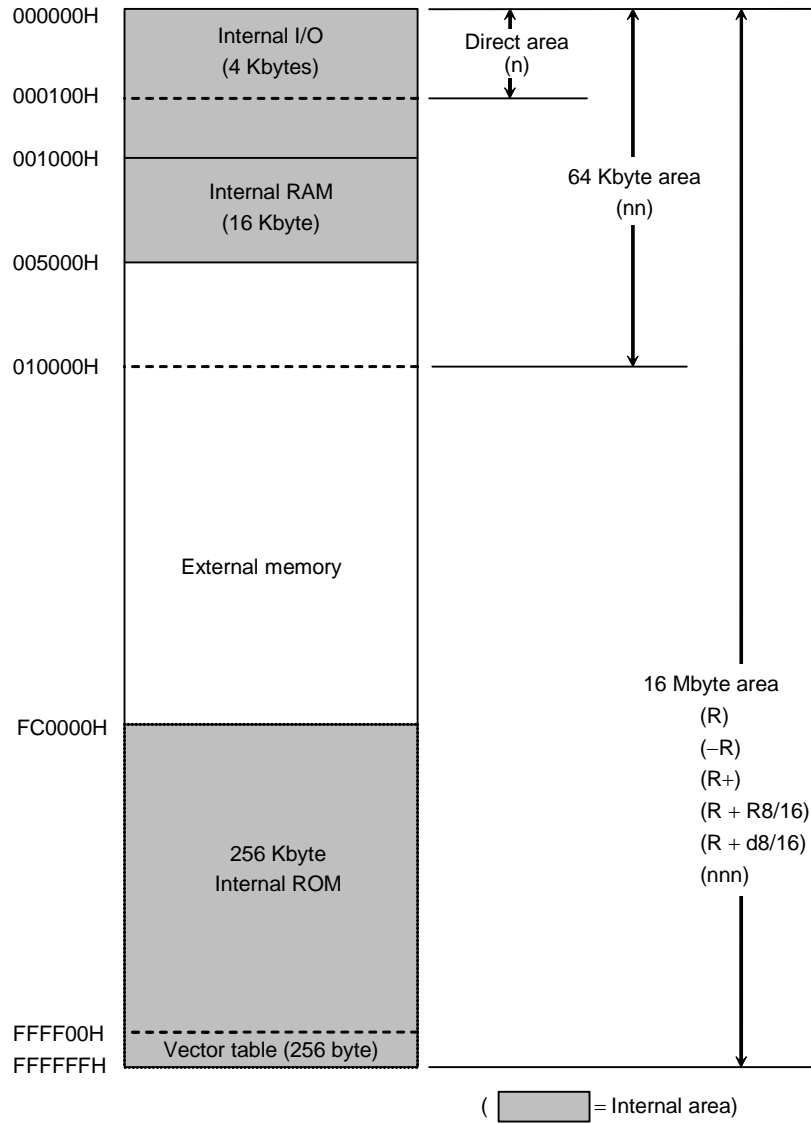 000000H
Internal I/O
(4 Kbytes)
Direct area
(n)
000100H
001000H
Internal RAM
(16 Kbyte)
64 Kbyte area
(nn)
005000H
010000H
External memory
16 Mbyte area
(R)
(−R)
(R+)
(R + R8/16)
(R + d8/16)
(nnn)
FC0000H
256 Kbyte
Internal ROM
FFFF00H
Vector table (256 byte)
FFFFFFH
( = Internal area)